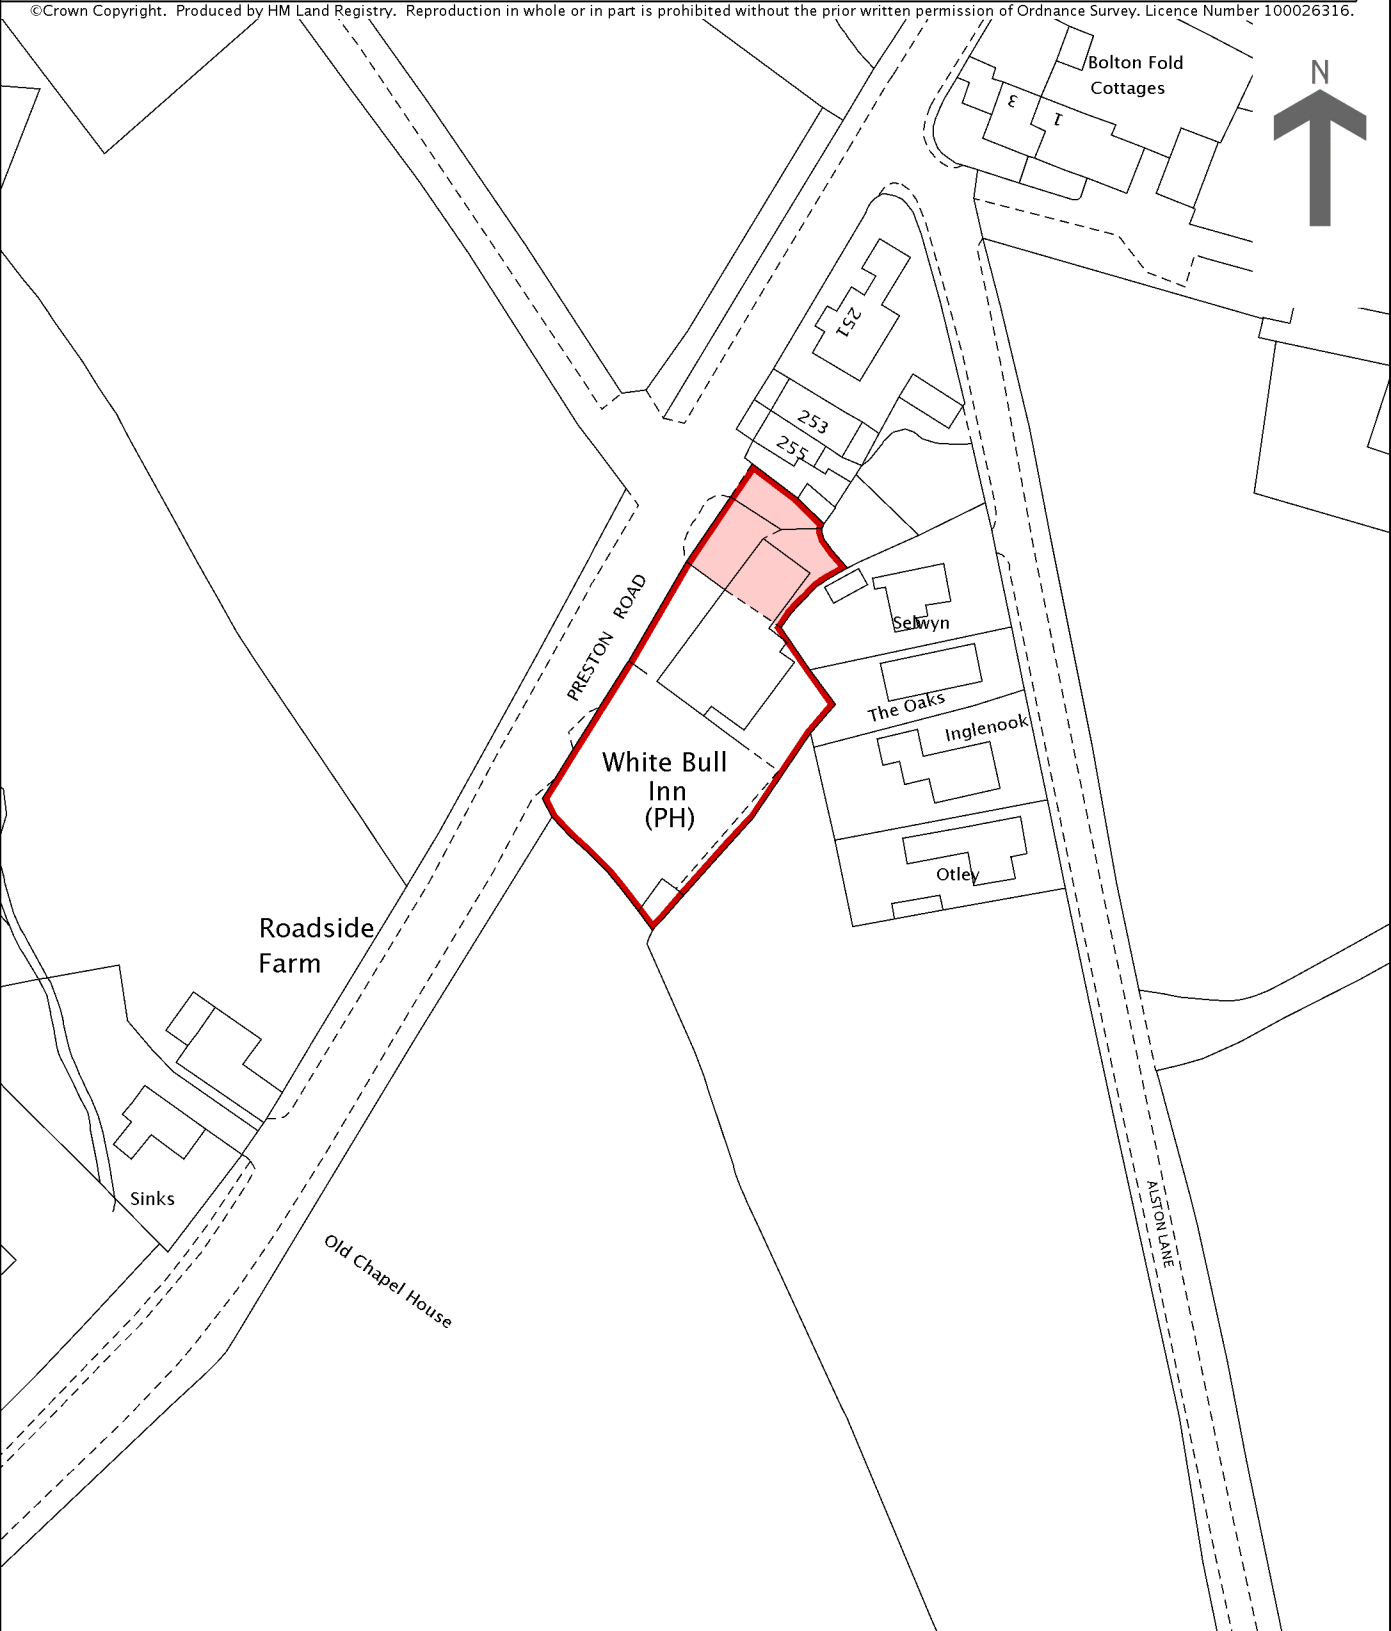 ©Crown Copyright. Produced by HM Land Registry. Reproduction in whole or in part is prohibited without the prior written permission of Ordnance Survey. Licence Number 100026316.
N
Bolton Fold
Cottages
3
1
251
253
255
PRESTON ROAD
Selwyn
The Oaks
Inglenook
White Bull
Inn
(PH)
Otley
Roadside
Farm
Sinks
ALSTON LANE
Old Chapel House